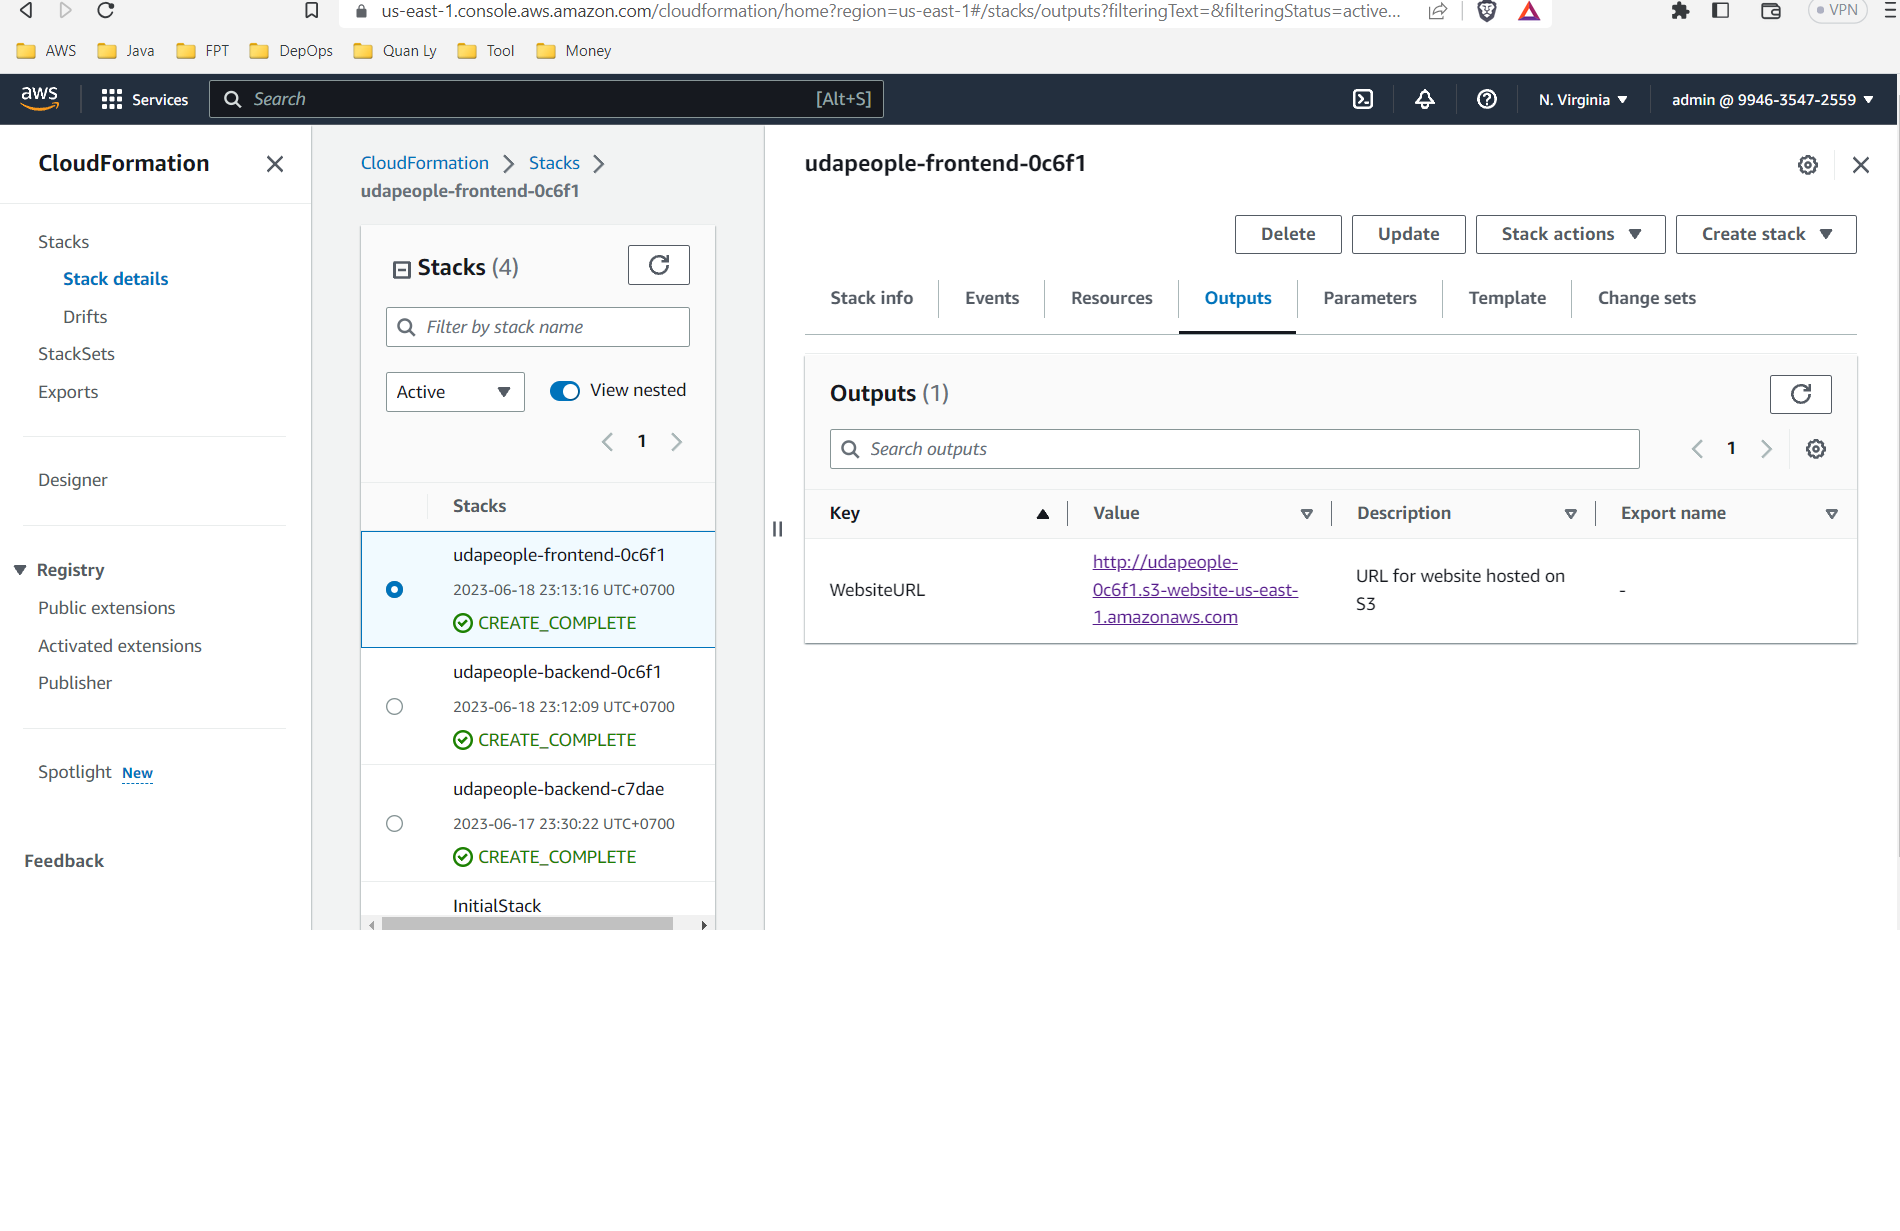 us-east-1.console.aws.amazon.com/cloudformation/home?region=us-east-1#/stacks/outputs?filteringText=&filteringStatus=active...
VPN
AWS
Java
FPT
DepOps
Quan Ly
Tool
Money
aws
Services
Search
[Alt+S]
N. Virginia
admin @ 9946-3547-2559
CloudFormation
Stacks
Stack details
Drifts
StackSets
Exports
Designer
Registry
Public extensions
Activated extensions
Publisher
Spotlight New
Feedback
CloudFormation
Stacks
udapeople-frontend-0c6f1
Stacks (4)
Filter by stack name
Active
View nested
1
Stacks
udapeople-frontend-0c6f1
2023-06-18 23:13:16 UTC+0700
CREATE_COMPLETE
udapeople-backend-0c6f1
2023-06-18 23:12:09 UTC+0700
CREATE_COMPLETE
udapeople-backend-c7dae
2023-06-17 23:30:22 UTC+0700
CREATE_COMPLETE
InitialStack
udapeople-frontend-0c6f1
Delete
Update
Stack actions
Create stack
Stack info
Events
Resources
Outputs
Parameters
Template
Change sets
Outputs (1)
Search outputs
1
Key
Value
Description
Export name
WebsiteURL
http://udapeople-
0c6f1.s3-website-us-east-
1.amazonaws.com
URL for website hosted on
S3
-